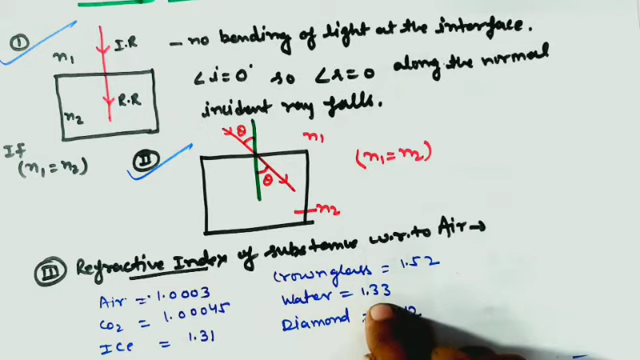 I
n₁
I.R
- no bending of light at the interface.
n₂
R.R
∠i=0° so ∠r=0 along the normal
incident ray falls.
If
(n₁=n₂)
II
θ
n₁
(n₁=n₂)
θ
n₂
III Refractive Index of substance w.r.to Air→
Air = 1.0003
CO₂ = 1.00045
ICe = 1.31
Crown glass = 1.52
Water = 1.33
Diamond =